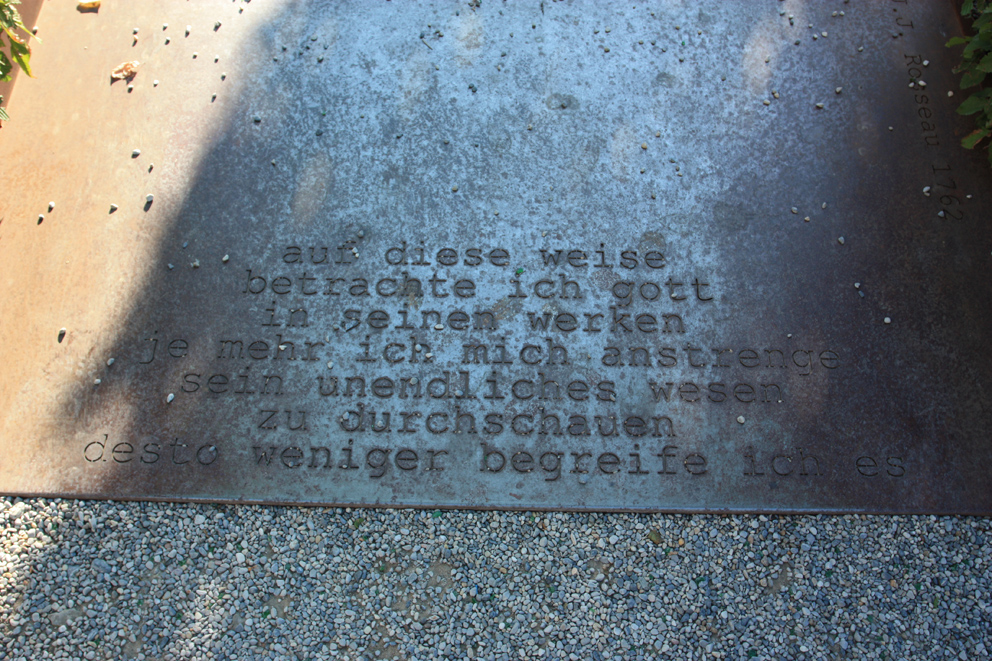 auf diese weise
betrachte ich gott
in seinen werken
je mehr ich mich anstrenge
sein unendliches wesen
zu durchschauen
desto weniger begreife ich es
J. Rousseau 1762